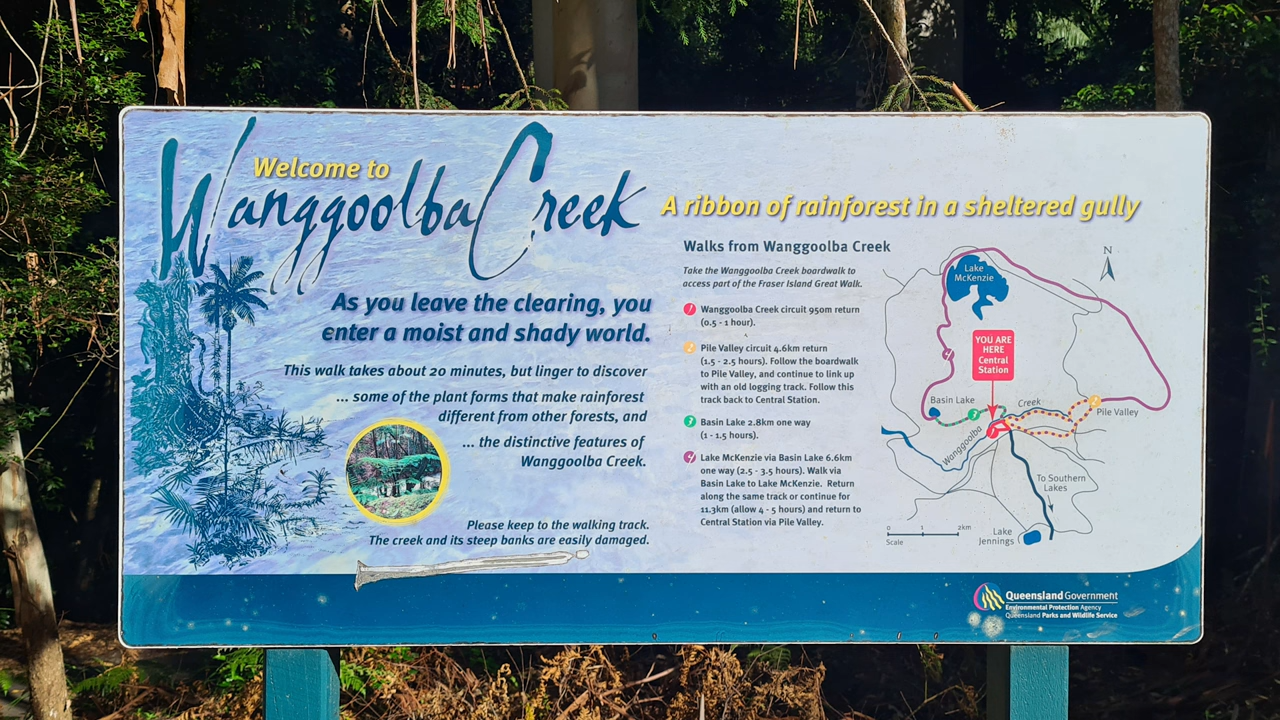 Welcome to
Wanggoolba Creek
A ribbon of rainforest in a sheltered gully
As you leave the clearing, you
enter a moist and shady world.
This walk takes about 20 minutes, but linger to discover
... some of the plant forms that make rainforest
different from other forests, and
... the distinctive features of
Wanggoolba Creek.
Please keep to the walking track.
The creek and its steep banks are easily damaged.
Walks from Wanggoolba Creek
Take the Wanggoolba Creek boardwalk to
access part of the Fraser Island Great Walk.
1 Wanggoolba Creek circuit 950m return
(0.5 - 1 hour).
2 Pile Valley circuit 4.6km return
(1.5 - 2.5 hours). Follow the boardwalk
to Pile Valley, and continue to link up
with an old logging track. Follow this
track back to Central Station.
3 Basin Lake 2.8km one way
(1 - 1.5 hours).
4 Lake McKenzie via Basin Lake 6.6km
one way (2.5 - 3.5 hours). Walk via
Basin Lake to Lake McKenzie. Return
along the same track or continue for
11.3km (allow 4 - 5 hours) and return to
Central Station via Pile Valley.
N
Lake
McKenzie
YOU ARE
HERE
Central
Station
4
Basin Lake
3
Creek
2
Pile Valley
1
Wanggoolba
To Southern
Lakes
Lake
Jennings
0 1 2km
Scale
Queensland Government
Environmental Protection Agency
Queensland Parks and Wildlife Service